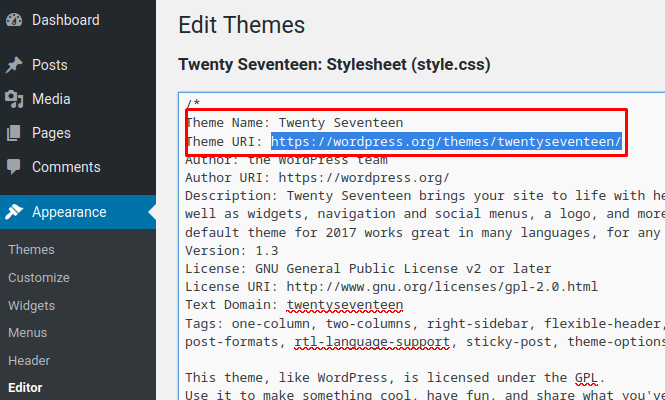 Dashboard
Posts
Media
Pages
Comments
Appearance
Themes
Customize
Widgets
Menus
Header
Editor
Edit Themes
Twenty Seventeen: Stylesheet (style.css)
/*
Theme Name: Twenty Seventeen
Theme URI: https://wordpress.org/themes/twentyseventeen/
Author: the WordPress team
Author URI: https://wordpress.org/
Description: Twenty Seventeen brings your site to life with he
well as widgets, navigation and social menus, a logo, and more
default theme for 2017 works great in many languages, for any
Version: 1.3
License: GNU General Public License v2 or later
License URI: http://www.gnu.org/licenses/gpl-2.0.html
Text Domain: twentyseventeen
Tags: one-column, two-columns, right-sidebar, flexible-header,
post-formats, rtl-language-support, sticky-post, theme-options
This theme, like WordPress, is licensed under the GPL.
Use it to make something cool, have fun, and share what you've